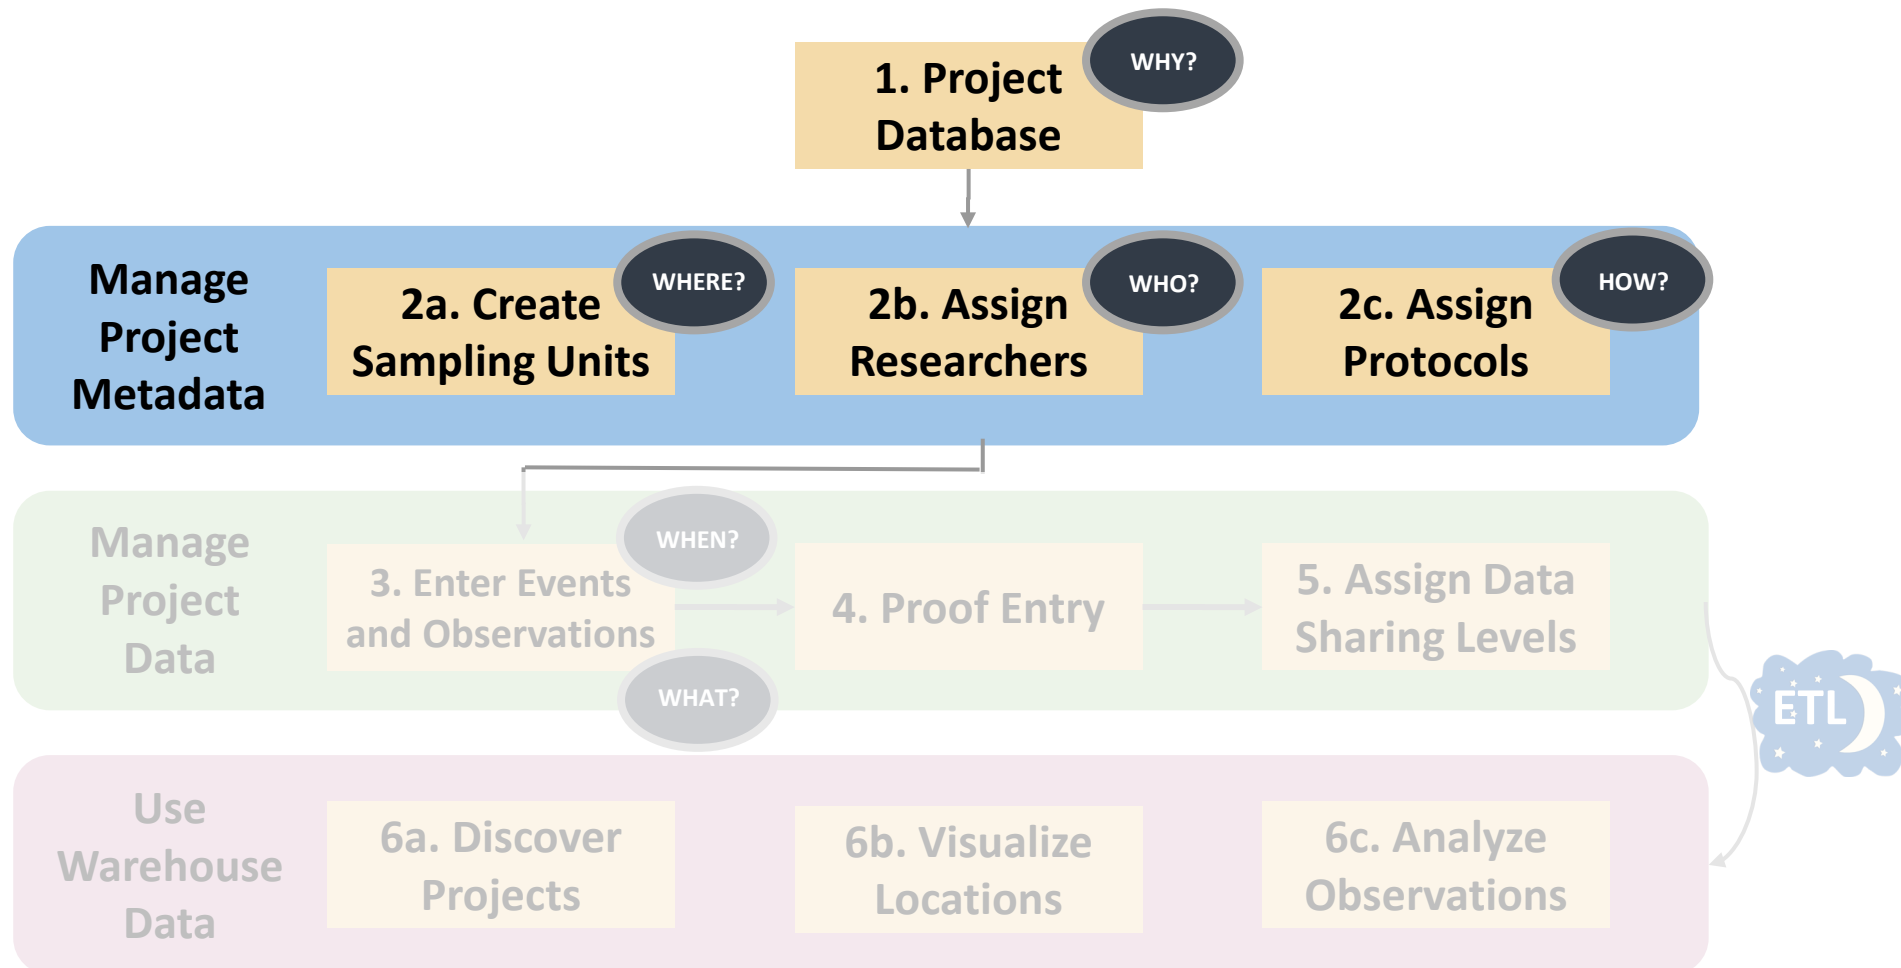 1. Project
Database
WHY?
Manage
Project
Metadata
2a. Create
Sampling Units
WHERE?
2b. Assign
Researchers
WHO?
2c. Assign
Protocols
HOW?
Manage
Project
Data
3. Enter Events
and Observations
WHEN?
WHAT?
4. Proof Entry
5. Assign Data
Sharing Levels
ETL
Use
Warehouse
Data
6a. Discover
Projects
6b. Visualize
Locations
6c. Analyze
Observations